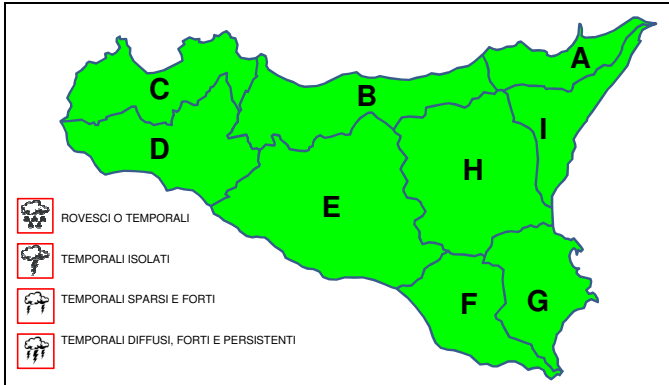 A
C
B
I
D
H
E
ROVESCI O TEMPORALI
TEMPORALI ISOLATI
TEMPORALI SPARSI E FORTI
F
G
TEMPORALI DIFFUSI, FORTI E PERSISTENTI